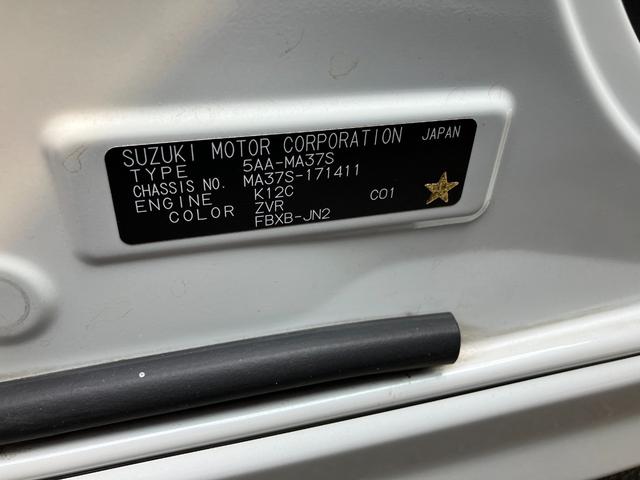 SUZUKI MOTOR CORPORATION JAPAN
TYPE 5AA-MA37S
CHASSIS NO. MA37S-171411
ENGINE K12C
COLOR ZVR C01
FBXB-JN2